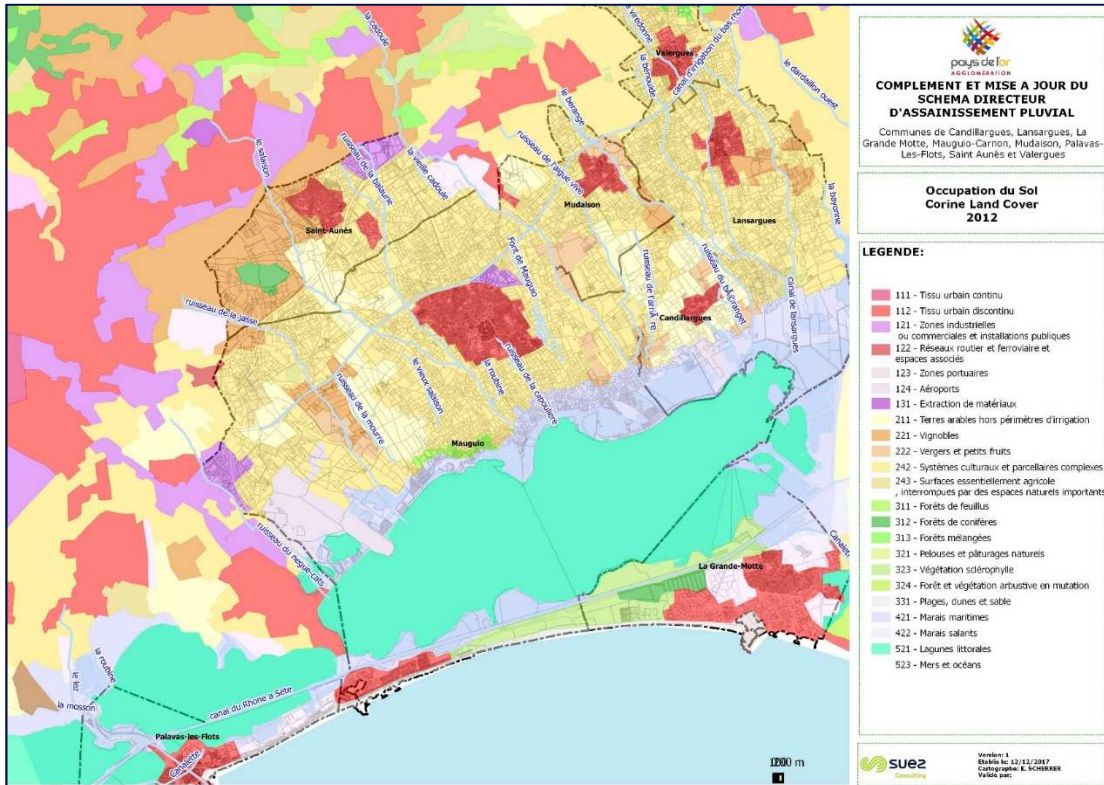 pays de l'or
AGGLOMÉRATION
COMPLEMENT ET MISE A JOUR DU
SCHEMA DIRECTEUR
D'ASSAINISSEMENT PLUVIAL
Communes de Candillargues, Lansargues, La
Grande Motte, Mauguio-Carnon, Mudaison, Palavas-
Les-Flots, Saint Aunès et Valergues
Occupation du Sol
Corine Land Cover
2012
LEGENDE:
111 - Tissu urbain continu
112 - Tissu urbain discontinu
121 - Zones industrielles
ou commerciales et installations publiques
122 - Réseaux routier et ferroviaire et
espaces associés
123 - Zones portuaires
124 - Aéroports
131 - Extraction de matériaux
211 - Terres arables hors périmètres d'irrigation
221 - Vignobles
222 - Vergers et petits fruits
242 - Systèmes culturaux et parcellaires complexes
243 - Surfaces essentiellement agricole
, interrompues par des espaces naturels importants
311 - Forêts de feuillus
312 - Forêts de conifères
313 - Forêts mélangées
321 - Pelouses et pâturages naturels
323 - Végétation sclérophylle
324 - Forêt et végétation arbustive en mutation
331 - Plages, dunes et sable
421 - Marais maritimes
422 - Marais salants
521 - Lagunes littorales
523 - Mers et océans
suez
Consulting
Version: 1
Etablis le: 12/12/2017
Cartographe: E. SCHERRER
Validé par:
la cadoule
la viredonne
Valergues
la bérouide
canal d'irrigation du bas rhon
le dardaillon ouest
le salaison
ruisseau de la balaurie
la vieille cadoule
le berange
ruisseau de l'aigue vive
Mudaison
Lansargues
la bayonne
Saint-Aunès
Font de Mauguio
ruisseau de la jasse
Candillargues
canal de lansargues
le vieux salaison
la roubine
ruisseau de la capouliere
ruisseau de la mourre
Mauguio
ruisseau du negue-cats
La Grande-Motte
Canalette
la roubine
le lez
la mosson
canal du Rhone a Sète
Palavas-les-Flots
Canalette